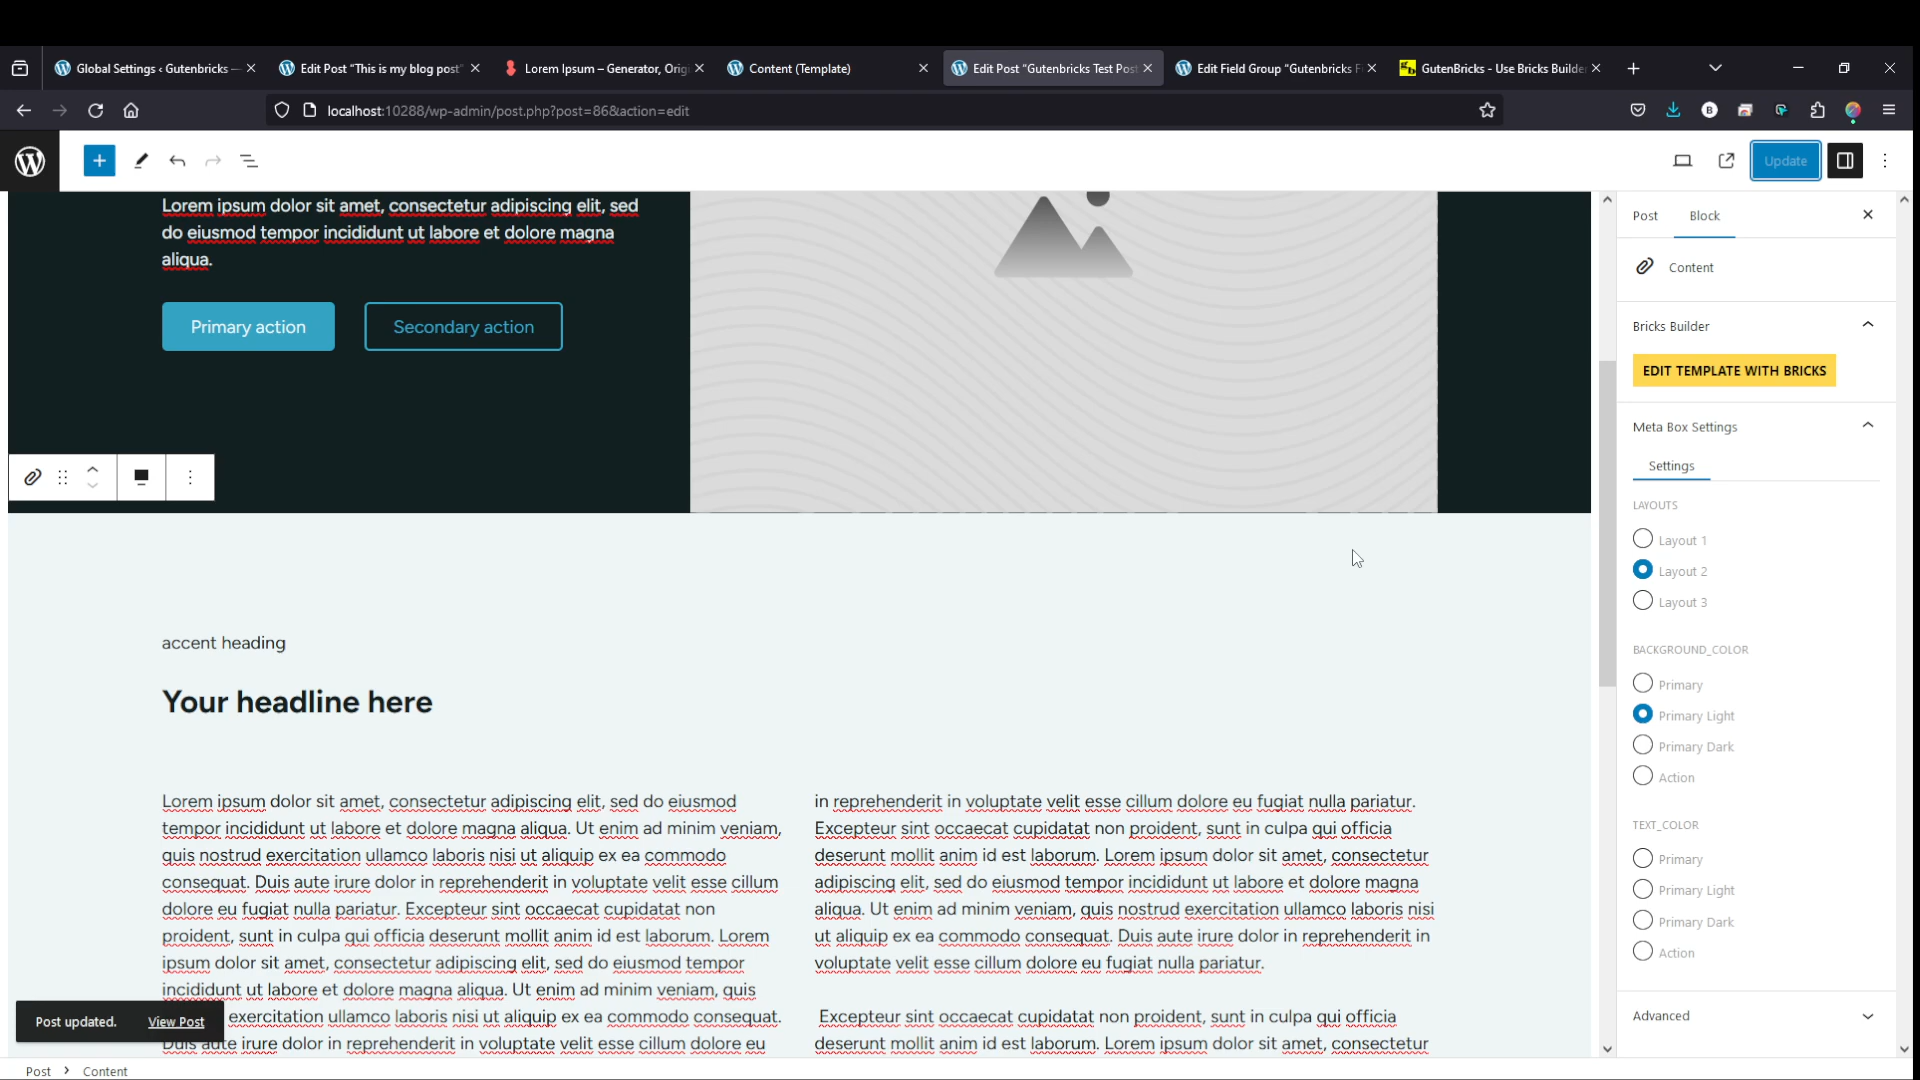 Global Settings ‹ Gutenbricks —
Edit Post “This is my blog post”
Lorem Ipsum – Generator, Orig
Content (Template)
Edit Post “Gutenbricks Test Post
Edit Field Group “Gutenbricks F
GutenBricks - Use Bricks Builder
localhost:10288/wp-admin/post.php?post=86&action=edit
Update
Lorem ipsum dolor sit amet, consectetur adipiscing elit, sed
do eiusmod tempor incididunt ut labore et dolore magna
aliqua.
Primary action
Secondary action
accent heading
Your headline here
Lorem ipsum dolor sit amet, consectetur adipiscing elit, sed do eiusmod
tempor incididunt ut labore et dolore magna aliqua. Ut enim ad minim veniam,
quis nostrud exercitation ullamco laboris nisi ut aliquip ex ea commodo
consequat. Duis aute irure dolor in reprehenderit in voluptate velit esse cillum
dolore eu fugiat nulla pariatur. Excepteur sint occaecat cupidatat non
proident, sunt in culpa qui officia deserunt mollit anim id est laborum. Lorem
ipsum dolor sit amet, consectetur adipiscing elit, sed do eiusmod tempor
incididunt ut labore et dolore magna aliqua. Ut enim ad minim veniam, quis
exercitation ullamco laboris nisi ut aliquip ex ea commodo consequat.
Duis aute irure dolor in reprehenderit in voluptate velit esse cillum dolore eu
in reprehenderit in voluptate velit esse cillum dolore eu fugiat nulla pariatur.
Excepteur sint occaecat cupidatat non proident, sunt in culpa qui officia
deserunt mollit anim id est laborum. Lorem ipsum dolor sit amet, consectetur
adipiscing elit, sed do eiusmod tempor incididunt ut labore et dolore magna
aliqua. Ut enim ad minim veniam, quis nostrud exercitation ullamco laboris nisi
ut aliquip ex ea commodo consequat. Duis aute irure dolor in reprehenderit in
voluptate velit esse cillum dolore eu fugiat nulla pariatur.
Excepteur sint occaecat cupidatat non proident, sunt in culpa qui officia
deserunt mollit anim id est laborum. Lorem ipsum dolor sit amet, consectetur
Post updated. View Post
Post > Content
Post Block
Content
Bricks Builder
EDIT TEMPLATE WITH BRICKS
Meta Box Settings
Settings
LAYOUTS
Layout 1
Layout 2
Layout 3
BACKGROUND_COLOR
Primary
Primary Light
Primary Dark
Action
TEXT_COLOR
Primary
Primary Light
Primary Dark
Action
Advanced